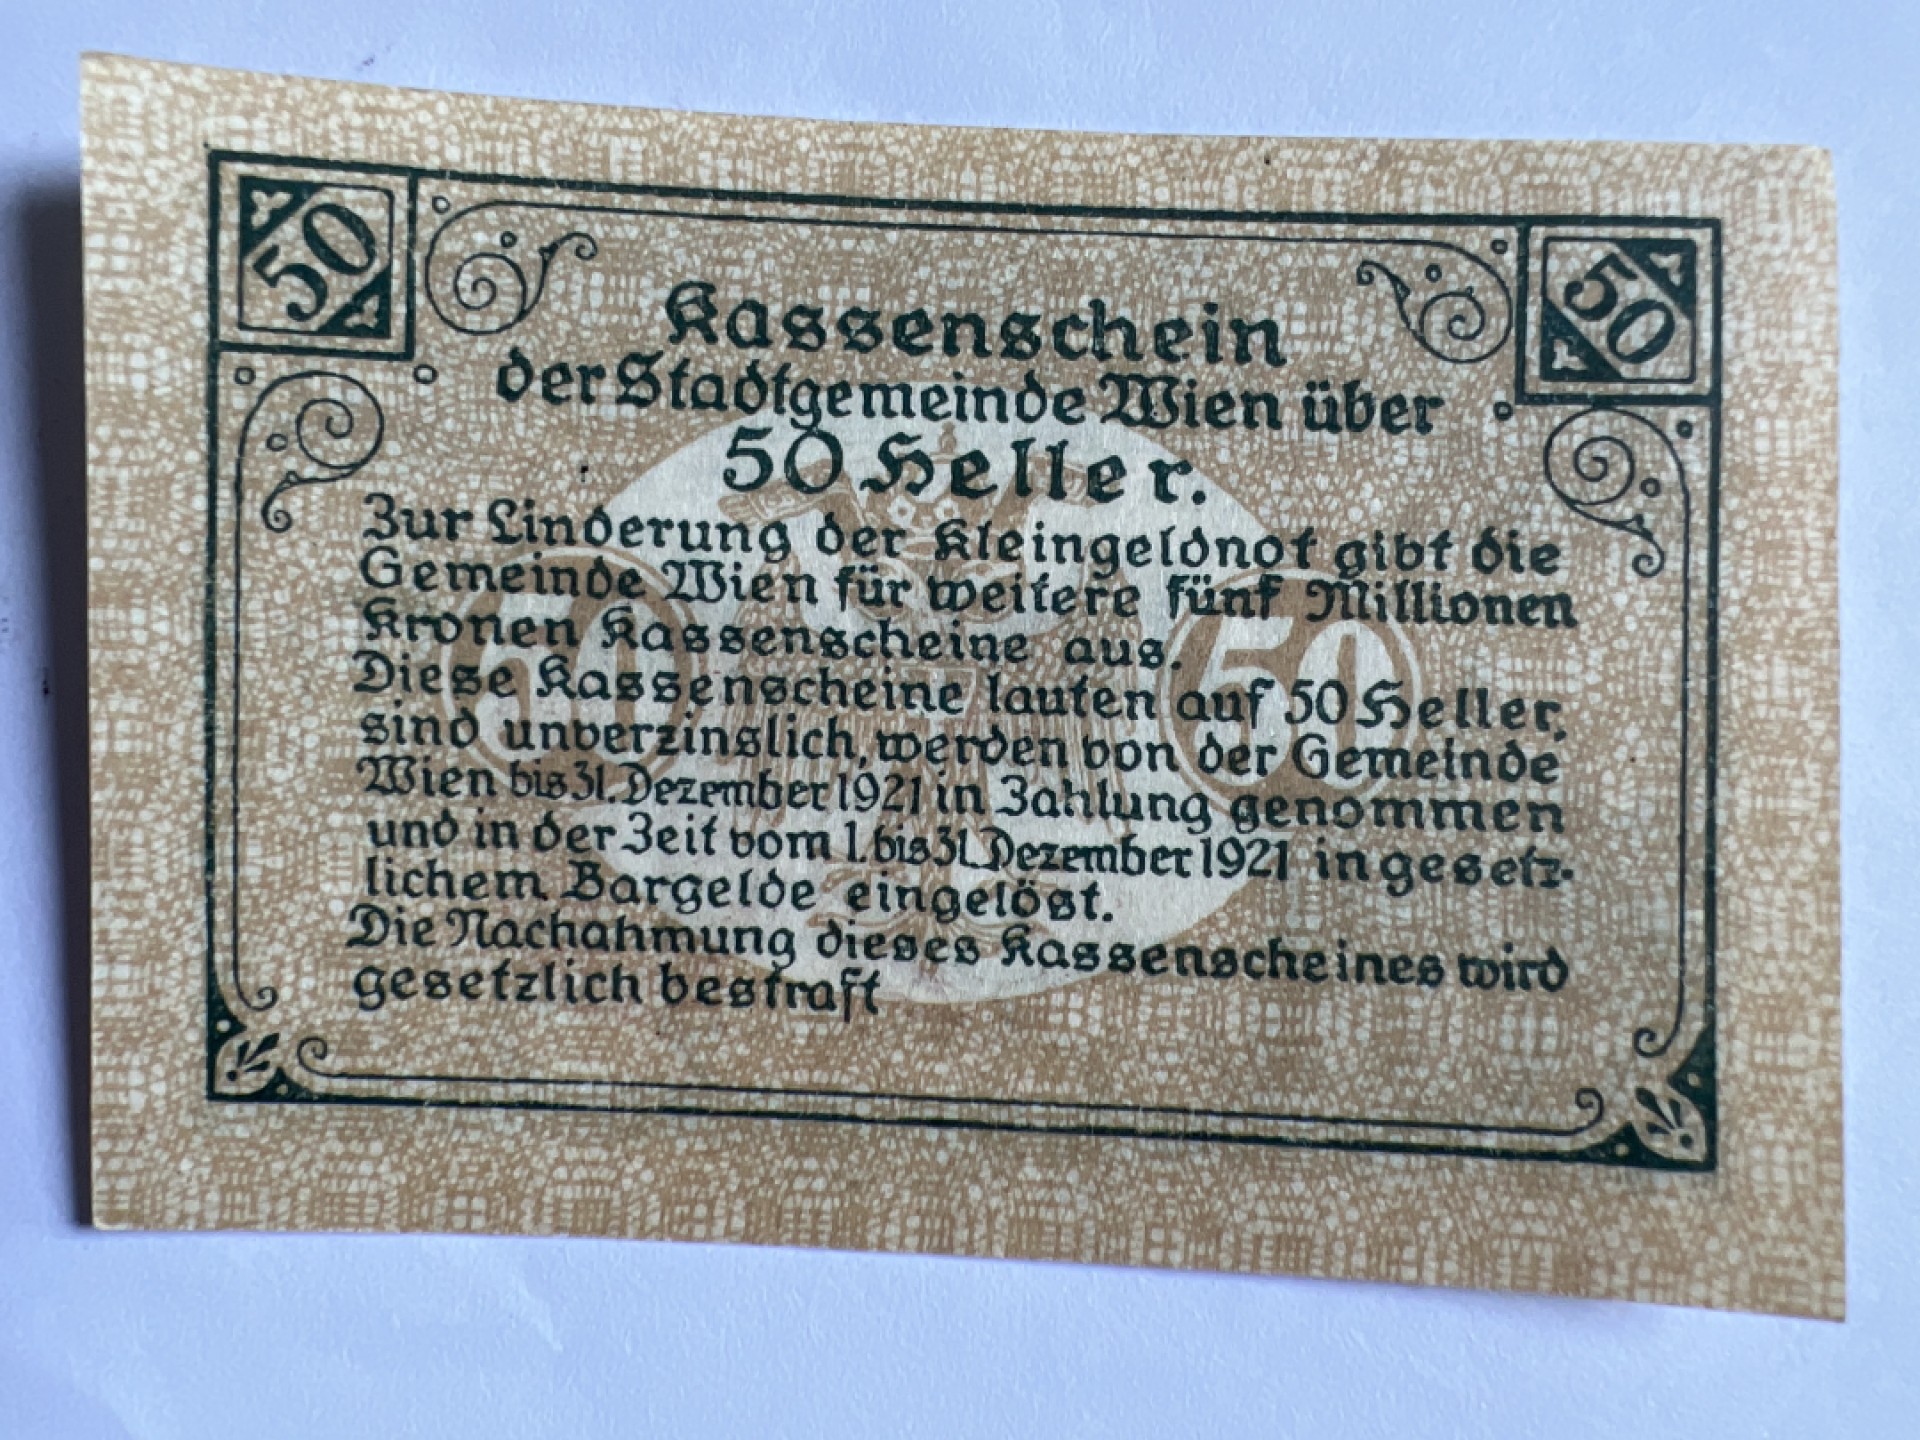 50
50
Kassenschein
der Stadtgemeinde Wien über
50 Heller.
Zur Linderung der Kleingeldnot gibt die
Gemeinde Wien für weitere fünf Millionen
Kronen Kassenscheine aus.
Diese Kassenscheine lauten auf 50 Heller,
sind unverzinslich, werden von der Gemeinde
Wien bis 31. Dezember 1921 in Zahlung genommen
und in der Zeit vom 1. bis 31. Dezember 1921 in gesetz-
lichem Bargelde eingelöst.
Die Nachahmung dieses Kassenscheines wird
gesetzlich bestraft
50
50